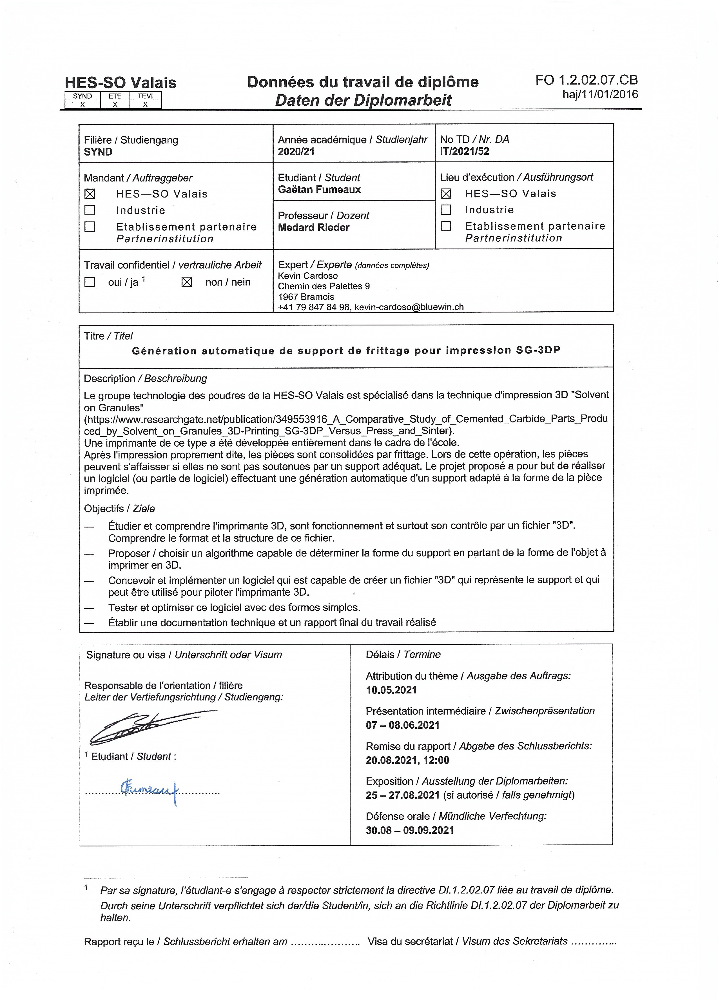 HES-SO Valais
SYND ETE TEVI
X X X
Données du travail de diplôme
Daten der Diplomarbeit
FO 1.2.02.07.CB
haj/11/01/2016
Filière / Studiengang
SYND
Année académique / Studienjahr
2020/21
No TD / Nr. DA
IT/2021/52
Mandant / Auftraggeber
☒ HES—SO Valais
☐ Industrie
☐ Etablissement partenaire
Partnerinstitution
Etudiant / Student
Gaëtan Fumeaux
Professeur / Dozent
Medard Rieder
Lieu d'exécution / Ausführungsort
☒ HES—SO Valais
☐ Industrie
☐ Etablissement partenaire
Partnerinstitution
Travail confidentiel / vertrauliche Arbeit
☐ oui / ja ¹ ☒ non / nein
Expert / Experte (données complètes)
Kevin Cardoso
Chemin des Palettes 9
1967 Bramois
+41 79 847 84 98, kevin-cardoso@bluewin.ch
Titre / Titel
Génération automatique de support de frittage pour impression SG-3DP
Description / Beschreibung
Le groupe technologie des poudres de la HES-SO Valais est spécialisé dans la technique d'impression 3D "Solvent
on Granules"
(https://www.researchgate.net/publication/349553916_A_Comparative_Study_of_Cemented_Carbide_Parts_Produ
ced_by_Solvent_on_Granules_3D-Printing_SG-3DP_Versus_Press_and_Sinter).
Une imprimante de ce type a été développée entièrement dans le cadre de l'école.
Après l'impression proprement dite, les pièces sont consolidées par frittage. Lors de cette opération, les pièces
peuvent s'affaisser si elles ne sont pas soutenues par un support adéquat. Le projet proposé a pour but de réaliser
un logiciel (ou partie de logiciel) effectuant une génération automatique d'un support adapté à la forme de la pièce
imprimée.
Objectifs / Ziele
— Étudier et comprendre l'imprimante 3D, sont fonctionnement et surtout son contrôle par un fichier "3D".
Comprendre le format et la structure de ce fichier.
— Proposer / choisir un algorithme capable de déterminer la forme du support en partant de la forme de l'objet à
imprimer en 3D.
— Concevoir et implémenter un logiciel qui est capable de créer un fichier "3D" qui représente le support et qui
peut être utilisé pour piloter l'imprimante 3D.
— Tester et optimiser ce logiciel avec des formes simples.
— Établir une documentation technique et un rapport final du travail réalisé
Signature ou visa / Unterschrift oder Visum
Responsable de l'orientation / filière
Leiter der Vertiefungsrichtung / Studiengang:
¹ Etudiant / Student :
GFumeaux
Délais / Termine
Attribution du thème / Ausgabe des Auftrags:
10.05.2021
Présentation intermédiaire / Zwischenpräsentation
07 – 08.06.2021
Remise du rapport / Abgabe des Schlussberichts:
20.08.2021, 12:00
Exposition / Ausstellung der Diplomarbeiten:
25 – 27.08.2021 (si autorisé / falls genehmigt)
Défense orale / Mündliche Verfechtung:
30.08 – 09.09.2021
¹ Par sa signature, l'étudiant-e s'engage à respecter strictement la directive DI.1.2.02.07 liée au travail de diplôme.
Durch seine Unterschrift verpflichtet sich der/die Student/in, sich an die Richtlinie DI.1.2.02.07 der Diplomarbeit zu
halten.
Rapport reçu le / Schlussbericht erhalten am ..................... Visa du secrétariat / Visum des Sekretariats ..............